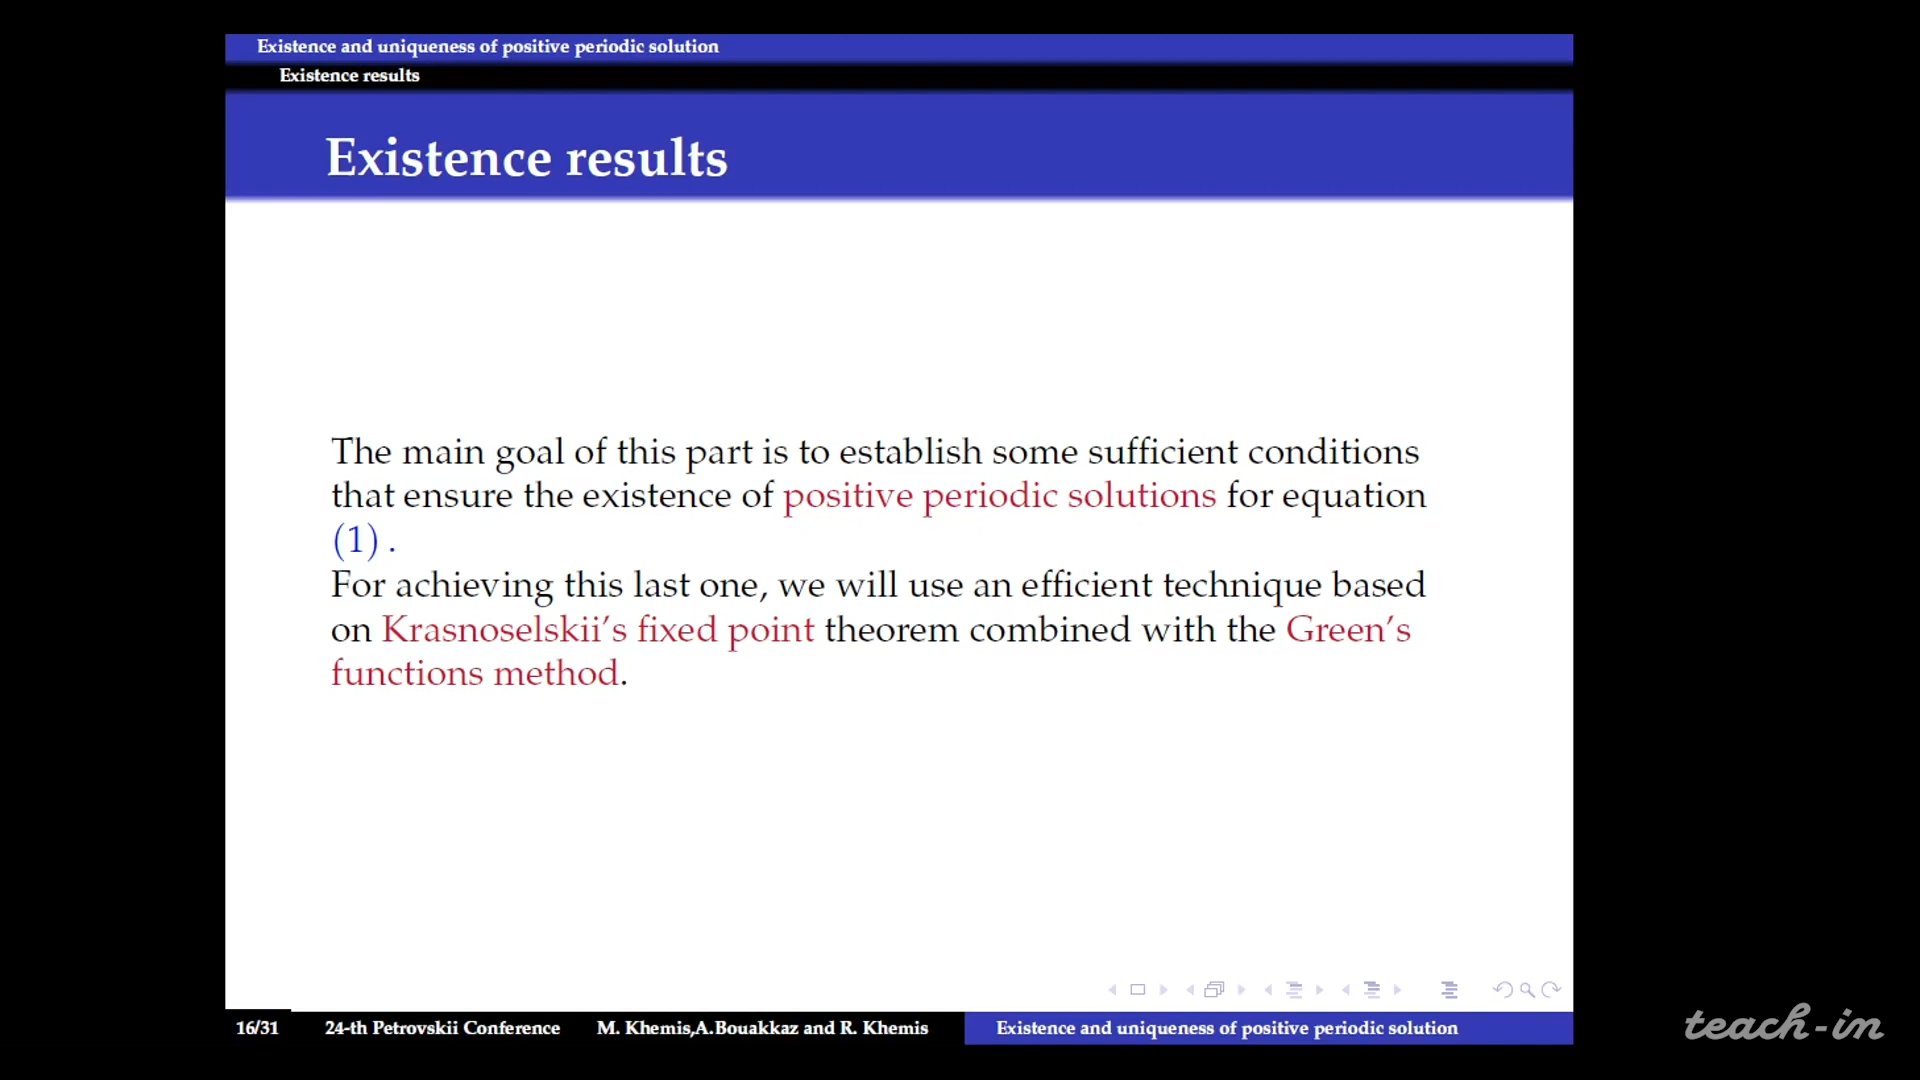 Existence and uniqueness of positive periodic solution
Existence results
Existence results
The main goal of this part is to establish some sufficient conditions
that ensure the existence of positive periodic solutions for equation
(1) .
For achieving this last one, we will use an efficient technique based
on Krasnoselskii’s fixed point theorem combined with the Green’s
functions method.
16/31 24-th Petrovskii Conference M. Khemis,A.Bouakkaz and R. Khemis Existence and uniqueness of positive periodic solution
teach-in